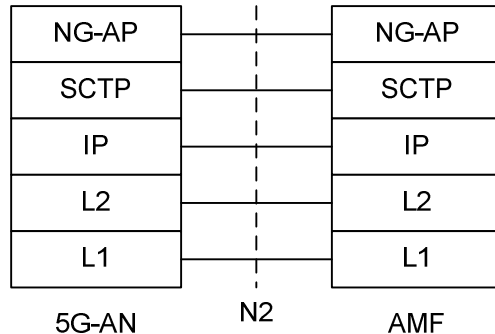 NG-AP NG-AP
SCTP SCTP
IP IP
L2 L2
L1 L1
5G-AN N2 AMF